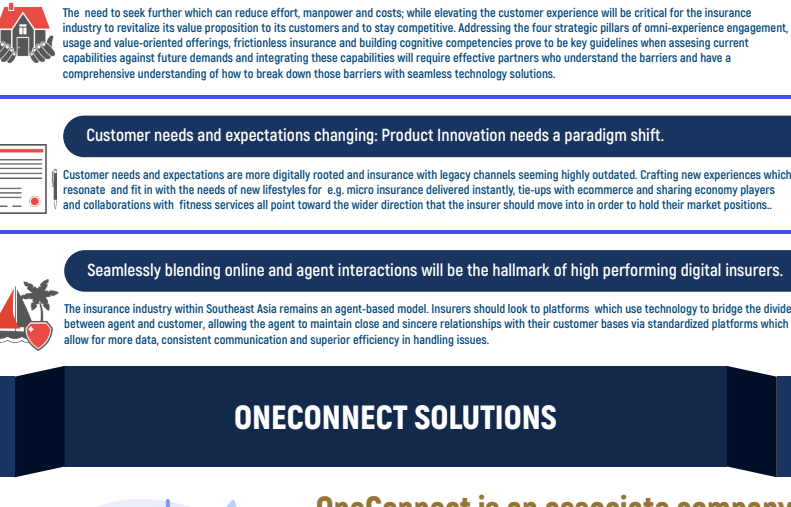 The need to seek further which can reduce effort, manpower and costs; while elevating the customer experience will be critical for the insurance
industry to revitalize its value proposition to its customers and to stay competitive. Addressing the four strategic pillars of omni-experience engagement,
usage and value-oriented offerings, frictionless insurance and building cognitive competencies prove to be key guidelines when assesing current
capabilities against future demands and integrating these capabilities will require effective partners who understand the barriers and have a
comprehensive understanding of how to break down those barriers with seamless technology solutions.
Customer needs and expectations changing: Product Innovation needs a paradigm shift.
Customer needs and expectations are more digitally rooted and insurance with legacy channels seeming highly outdated. Crafting new experiences which
resonate and fit in with the needs of new lifestyles for e.g. micro insurance delivered instantly, tie-ups with ecommerce and sharing economy players
and collaborations with fitness services all point toward the wider direction that the insurer should move into in order to hold their market positions..
Seamlessly blending online and agent interactions will be the hallmark of high performing digital insurers.
The insurance industry within Southeast Asia remains an agent-based model. Insurers should look to platforms which use technology to bridge the divide
between agent and customer, allowing the agent to maintain close and sincere relationships with their customer bases via standardized platforms which
allow for more data, consistent communication and superior efficiency in handling issues.
ONECONNECT SOLUTIONS
OneConnect is an associate company